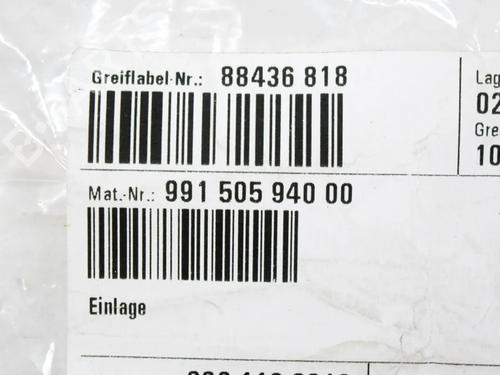 Greiflabel-Nr.: 88436 818
Lag
02
Gre
10
Mat.-Nr.: 991 505 940 00
Einlage